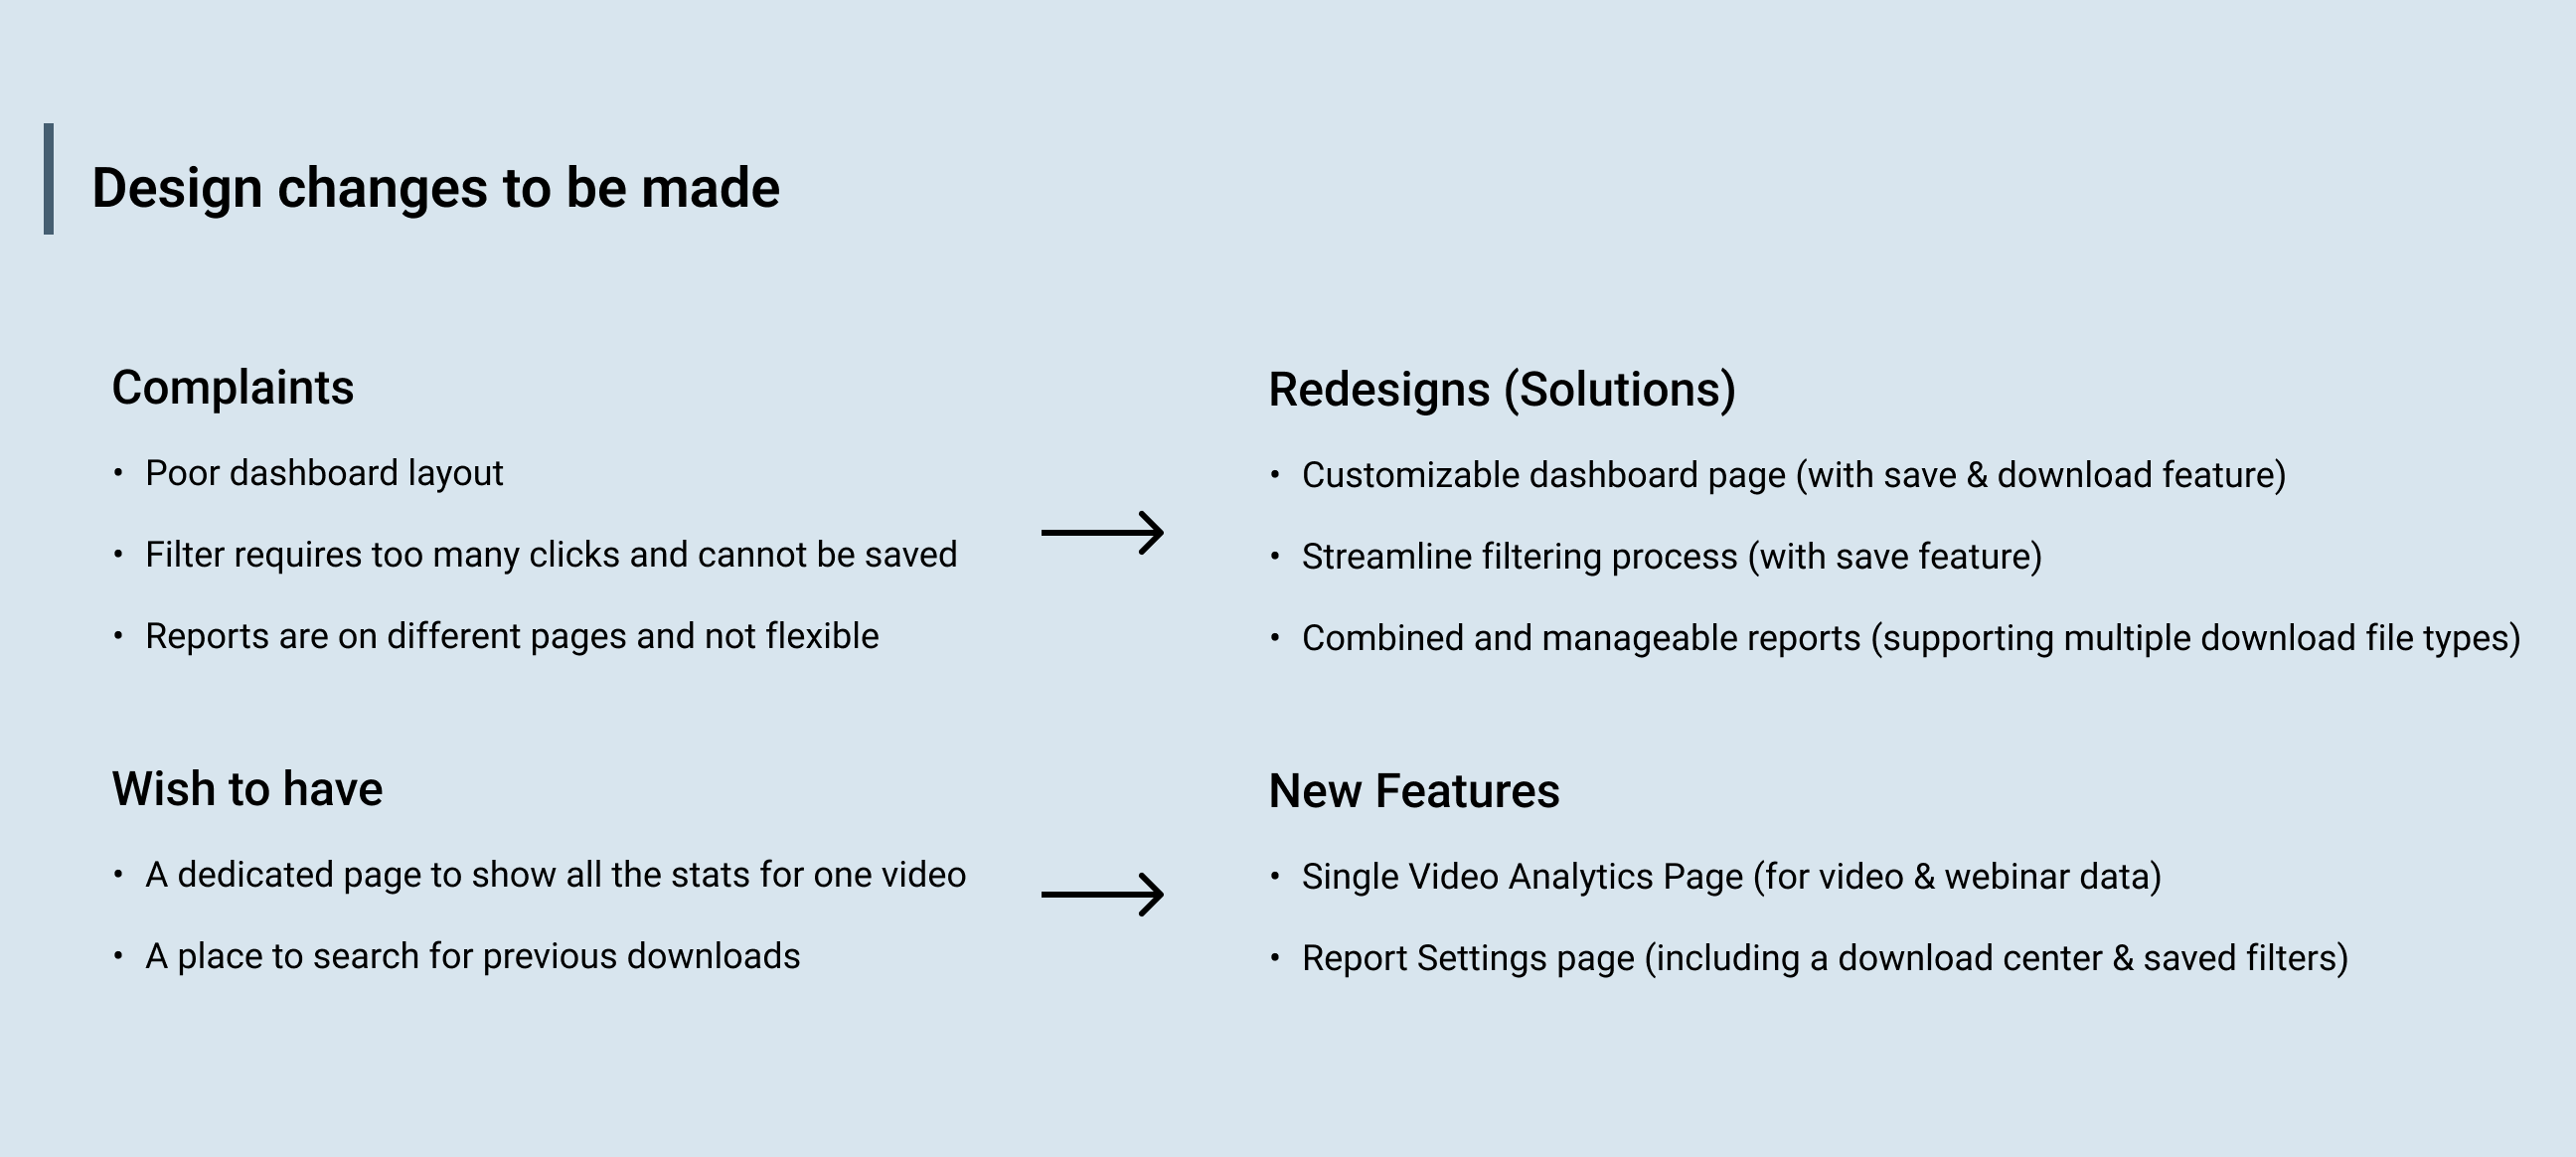 Design changes to be made
Complaints
• Poor dashboard layout
• Filter requires too many clicks and cannot be saved
• Reports are on different pages and not flexible
Redesigns (Solutions)
• Customizable dashboard page (with save & download feature)
• Streamline filtering process (with save feature)
• Combined and manageable reports (supporting multiple download file types)
Wish to have
• A dedicated page to show all the stats for one video
• A place to search for previous downloads
New Features
• Single Video Analytics Page (for video & webinar data)
• Report Settings page (including a download center & saved filters)